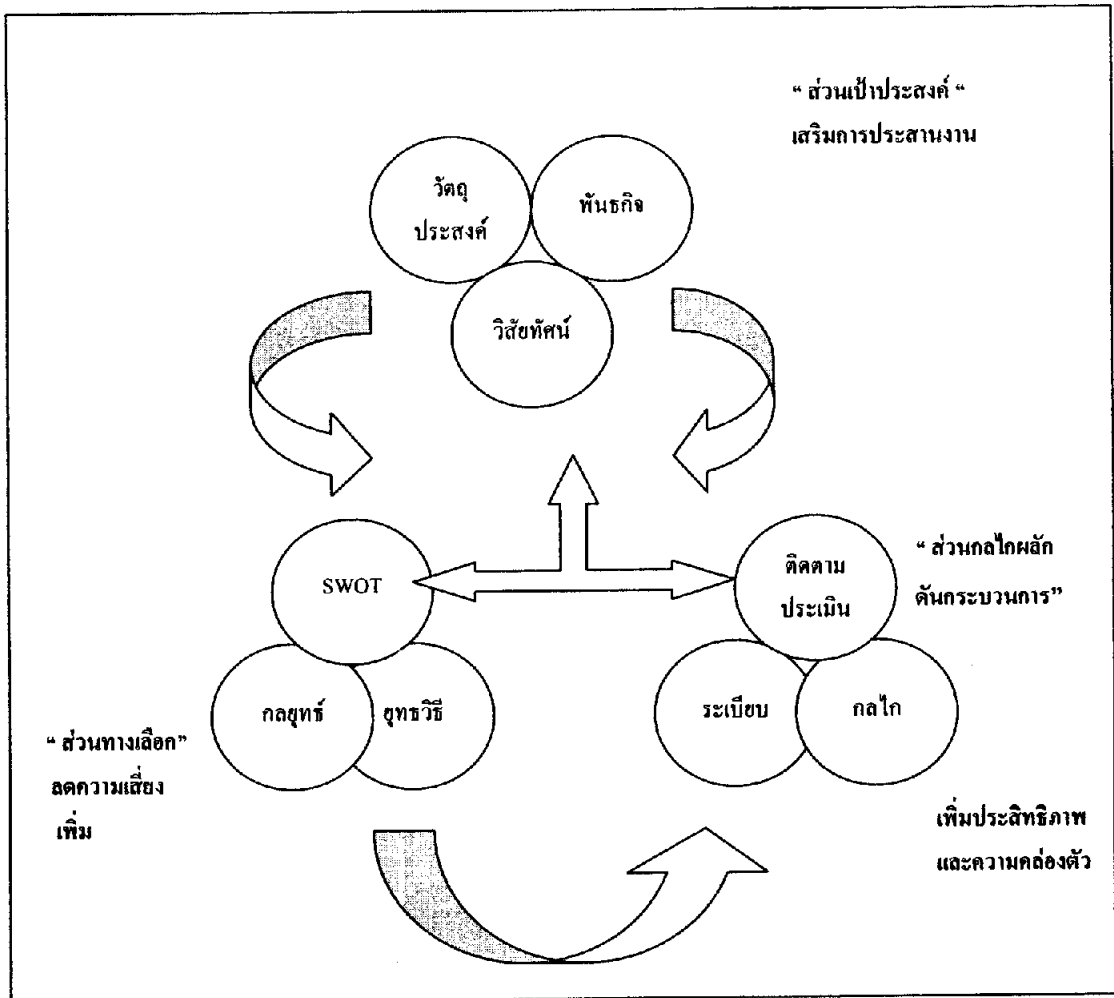 “ ส่วนเป้าประสงค์ “
เสริมการประสานงาน
วัตถุ
ประสงค์
พันธกิจ
วิสัยทัศน์
SWOT
กลยุทธ์
ยุทธวิธี
ติดตาม
ประเมิน
ระเบียบ
กลไก
“ ส่วนกลไกผลัก
ดันกระบวนการ”
“ ส่วนทางเลือก”
ลดความเสี่ยง
เพิ่ม
เพิ่มประสิทธิภาพ
และความคล่องตัว